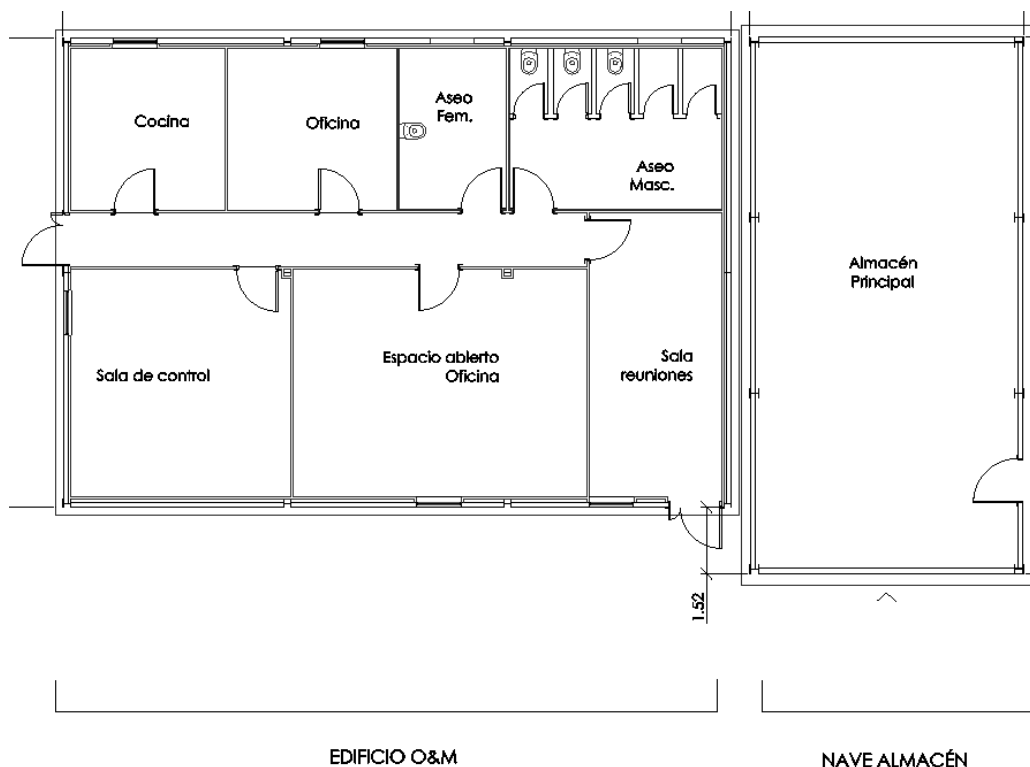 Cocina
Oficina
Aseo
Fem.
Aseo
Masc.
Almacén
Principal
Sala de control
Espacio abierto
Oficina
Sala
reuniones
1.52
EDIFICIO O&M
NAVE ALMACÉN